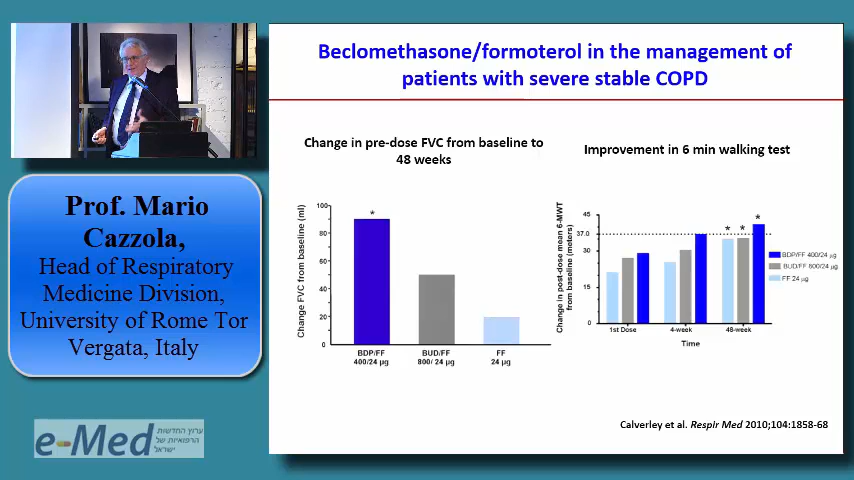 Beclomethasone/formoterol in the management of
patients with severe stable COPD
Prof. Mario
Cazzola,
Head of Respiratory
Medicine Division,
University of Rome Tor
Vergata, Italy
e-Med
ערוץ החדשות
הרפואיות של
ישראל
Change in pre-dose FVC from baseline to
48 weeks
Change FVC from baseline (ml)
100
80
60
40
20
0
*
BDP/FF
400/24 µg
BUD/FF
800/ 24 µg
FF
24 µg
Improvement in 6 min walking test
Change in post-dose mean 6-MWT
from baseline (meters)
45
37.0
30
15
0
* * *
1st Dose
4-week
48-week
Time
BDP/FF 400/24 µg
BUD/FF 800/24 µg
FF 24 µg
Calverley et al. Respir Med 2010;104:1858-68